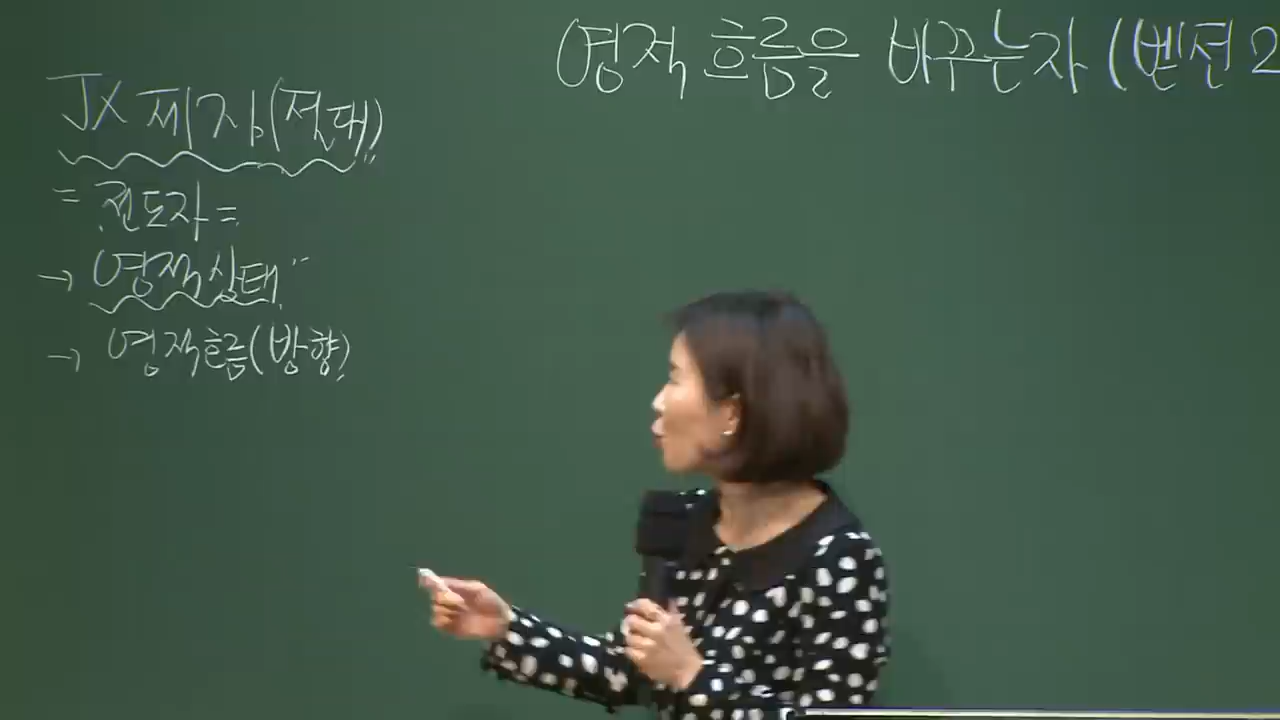 영적 흐름을 바꾸는자 (벧전 2
JX 제장(절대)
= 전도자 =
→ 영적상태"
→ 영적흐름(방향)